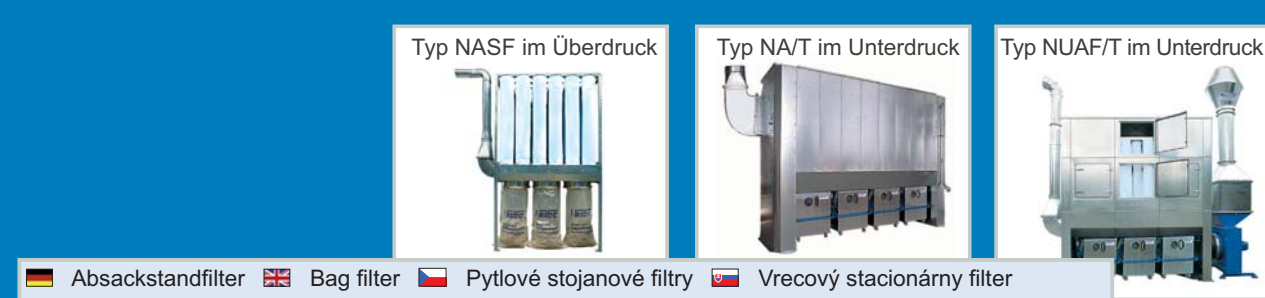 Typ NASF im Überdruck
Typ NA/T im Unterdruck
Typ NUAF/T im Unterdruck
Absackstandfilter Bag filter Pytlové stojanové filtry Vrecový stacionárny filter